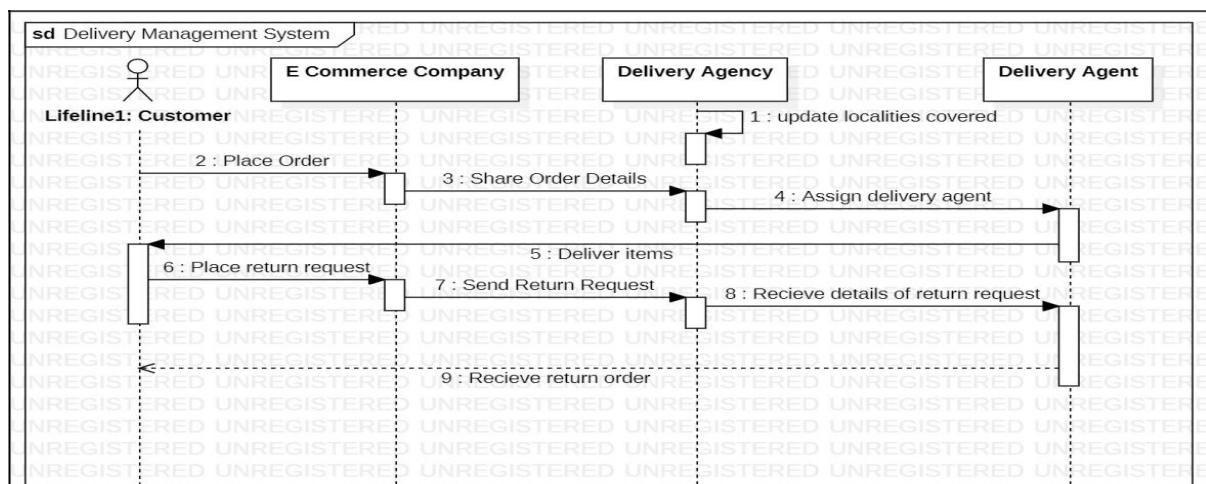 sd Delivery Management System
E Commerce Company
Delivery Agency
Delivery Agent
Lifeline1: Customer
1 : update localities covered
2 : Place Order
3 : Share Order Details
4 : Assign delivery agent
5 : Deliver items
6 : Place return request
7 : Send Return Request
8 : Recieve details of return request
9 : Recieve return order
UNREGISTERED